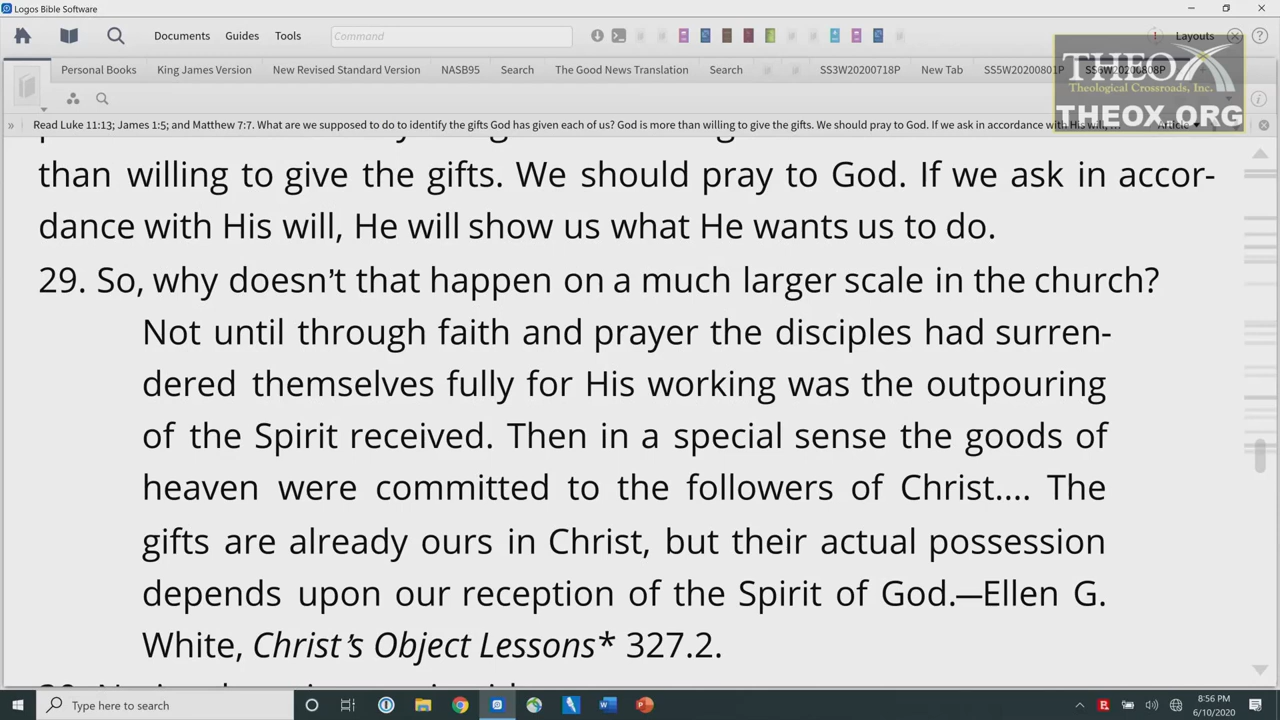 Logos Bible Software
Documents Guides Tools Command Layouts
THEOX
Theological Crossroads, Inc.
THEOX.ORG
Personal Books King James Version New Revised Stan 5 Search The Good News Translation Search SS3W20200718P New Tab SS5W20200801P SS6W20200808P
Read Luke 11:13; James 1:5; and Matthew 7:7. What are we supposed to do to identify the gifts God has given each of us? God is more than willing to give the gifts. We should pray to God. If we ask in accordance with His will, ... Article
than willing to give the gifts. We should pray to God. If we ask in accor-
dance with His will, He will show us what He wants us to do.
29. So, why doesn’t that happen on a much larger scale in the church?
Not until through faith and prayer the disciples had surren-
dered themselves fully for His working was the outpouring
of the Spirit received. Then in a special sense the goods of
heaven were committed to the followers of Christ.... The
gifts are already ours in Christ, but their actual possession
depends upon our reception of the Spirit of God.—Ellen G.
White, Christ’s Object Lessons* 327.2.
Type here to search
8:56 PM
6/10/2020